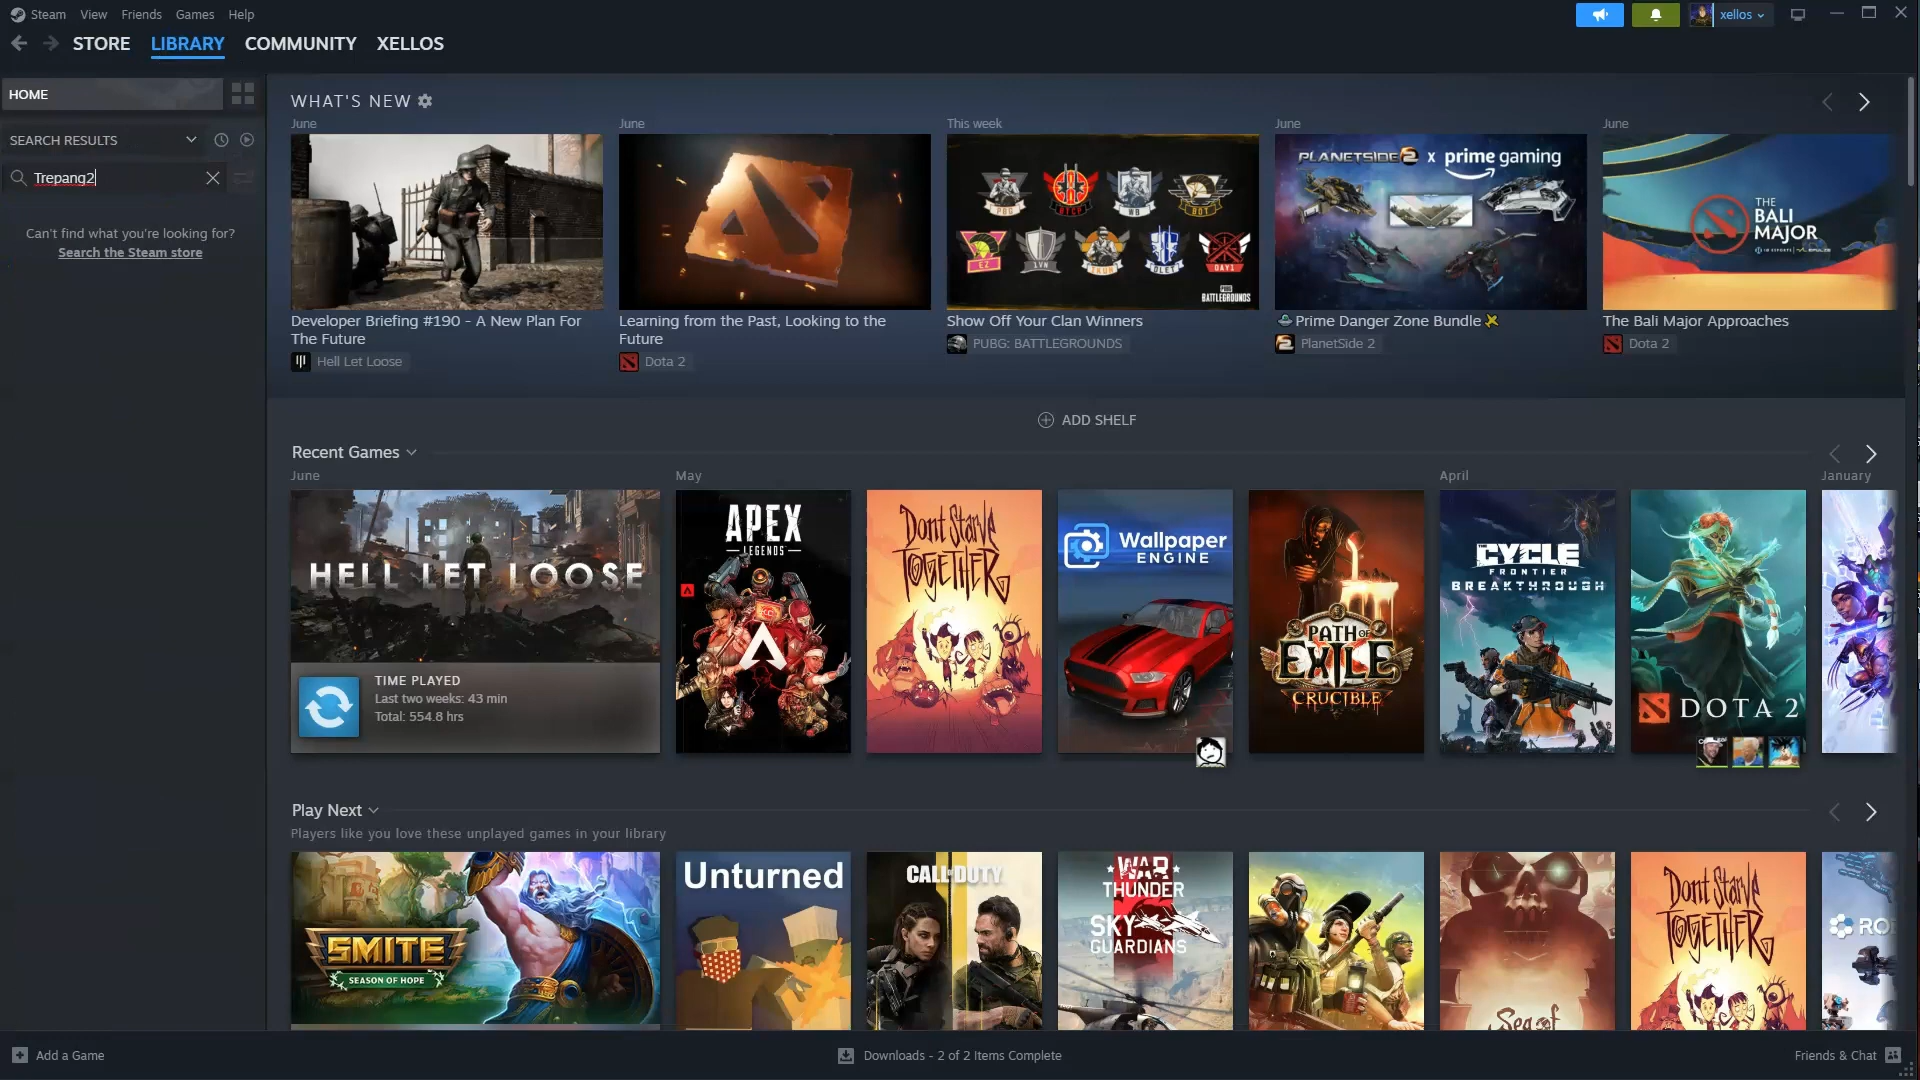 Steam View Friends Games Help
xellos
STORE LIBRARY COMMUNITY XELLOS
HOME
SEARCH RESULTS
Trepang2
Can't find what you're looking for?
Search the Steam store
WHAT'S NEW
June
June
This week
June
June
Developer Briefing #190 - A New Plan For
The Future
Hell Let Loose
Learning from the Past, Looking to the
Future
Dota 2
PUBG
BATTLEGROUNDS
Show Off Your Clan Winners
PUBG: BATTLEGROUNDS
PLANETSIDE 2 x prime gaming
Prime Danger Zone Bundle
PlanetSide 2
THE
BALI
MAJOR
The Bali Major Approaches
Dota 2
ADD SHELF
Recent Games
June
May
April
January
HELL LET LOOSE
TIME PLAYED
Last two weeks: 43 min
Total: 554.8 hrs
APEX
LEGENDS
Dont Starve
TOGETHER
Wallpaper
ENGINE
PATH OF
EXILE
CRUCIBLE
CYCLE
FRONTIER
BREAKTHROUGH
DOTA 2
Play Next
Players like you love these unplayed games in your library
SMITE
SEASON OF HOPE
Unturned
CALL OF DUTY
WAR
THUNDER
SKY
GUARDIANS
Sea of
Dont Starve
TOGETHER
RO
Add a Game
Downloads - 2 of 2 Items Complete
Friends & Chat